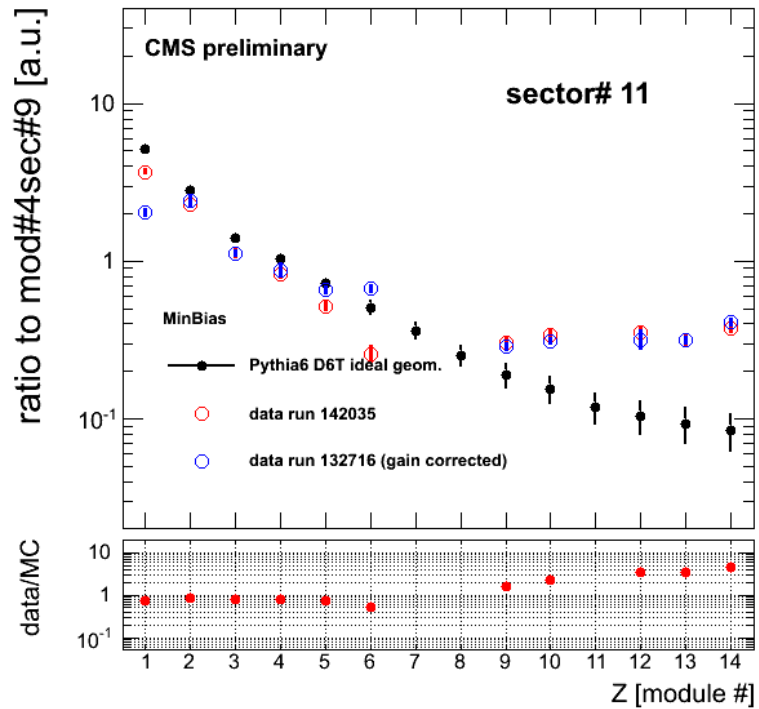 CMS preliminary
sector# 11
ratio to mod#4sec#9 [a.u.]
10
1
10⁻¹
MinBias
Pythia6 D6T ideal geom.
data run 142035
data run 132716 (gain corrected)
data/MC
10
1
10⁻¹
1 2 3 4 5 6 7 8 9 10 11 12 13 14
Z [module #]